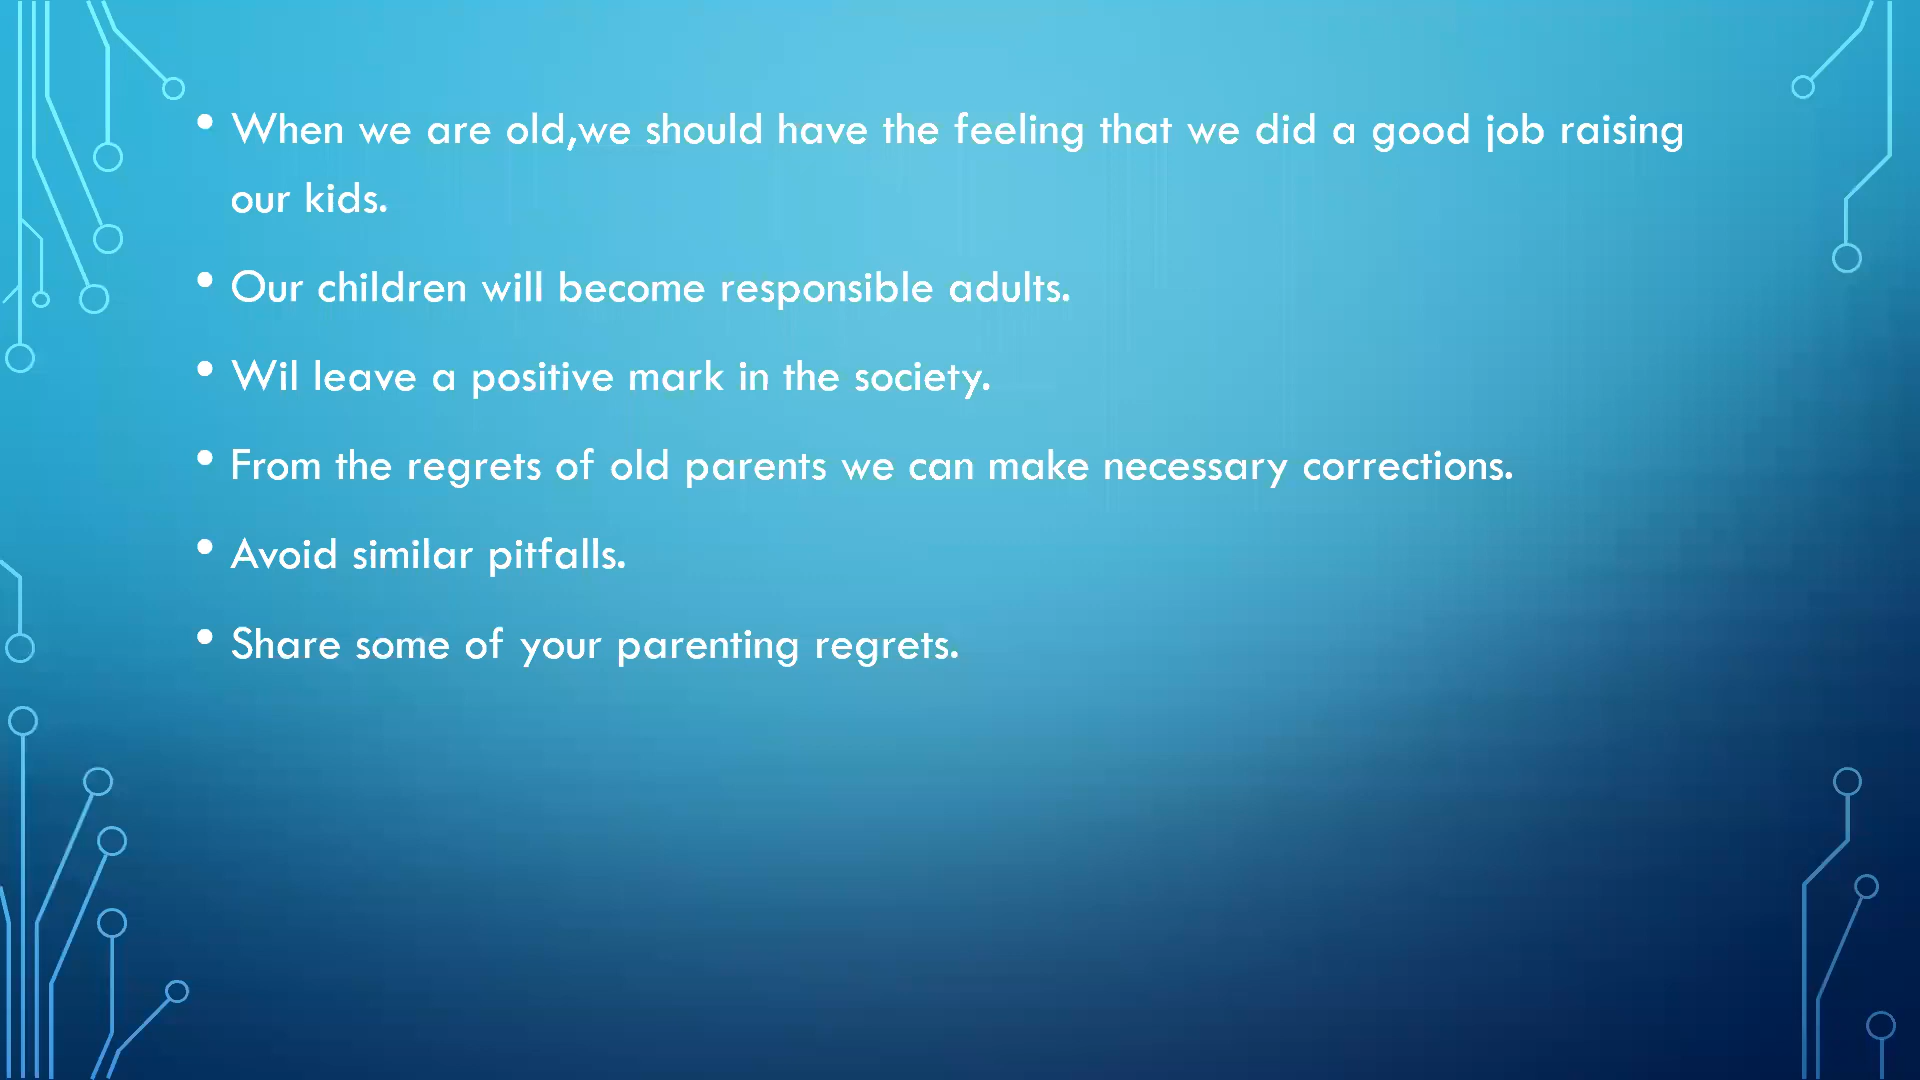 • When we are old,we should have the feeling that we did a good job raising
our kids.
• Our children will become responsible adults.
• Wil leave a positive mark in the society.
• From the regrets of old parents we can make necessary corrections.
• Avoid similar pitfalls.
• Share some of your parenting regrets.